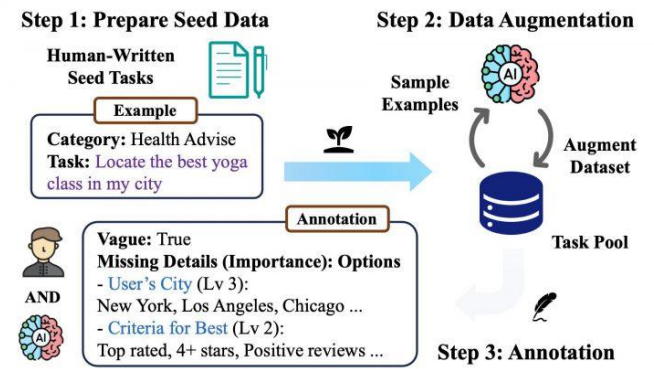 Step 1: Prepare Seed Data
Human-Written
Seed Tasks
Example
Category: Health Advise
Task: Locate the best yoga
class in my city
Step 2: Data Augmentation
AI
Sample
Examples
Augment
Dataset
Task Pool
Annotation
Vague: True
Missing Details (Importance): Options
- User's City (Lv 3):
New York, Los Angeles, Chicago ...
- Criteria for Best (Lv 2):
Top rated, 4+ stars, Positive reviews ...
AND
AI
Step 3: Annotation